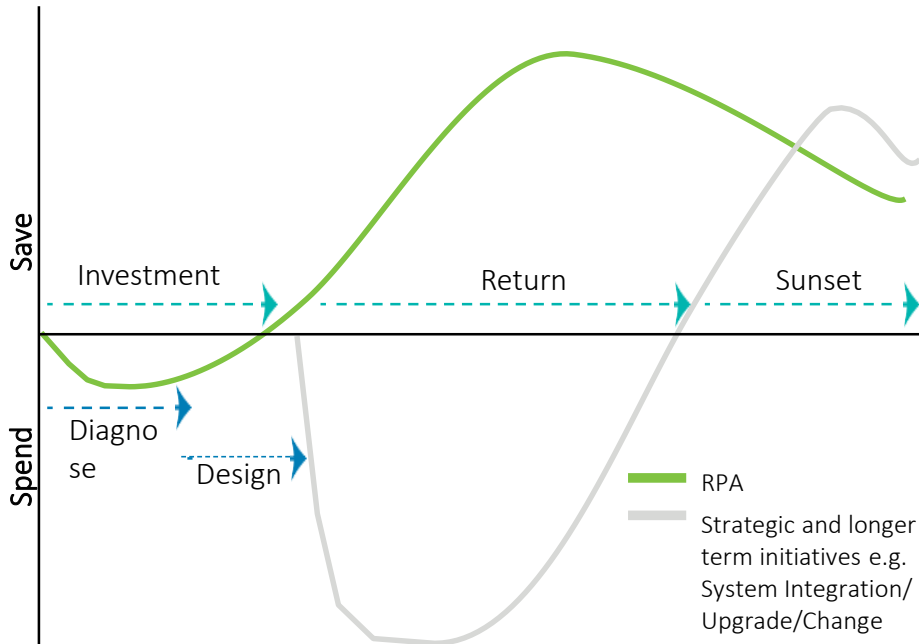 Save
Investment
Return
Sunset
Spend
Diagno
se
Design
RPA
Strategic and longer
term initiatives e.g.
System Integration/
Upgrade/Change